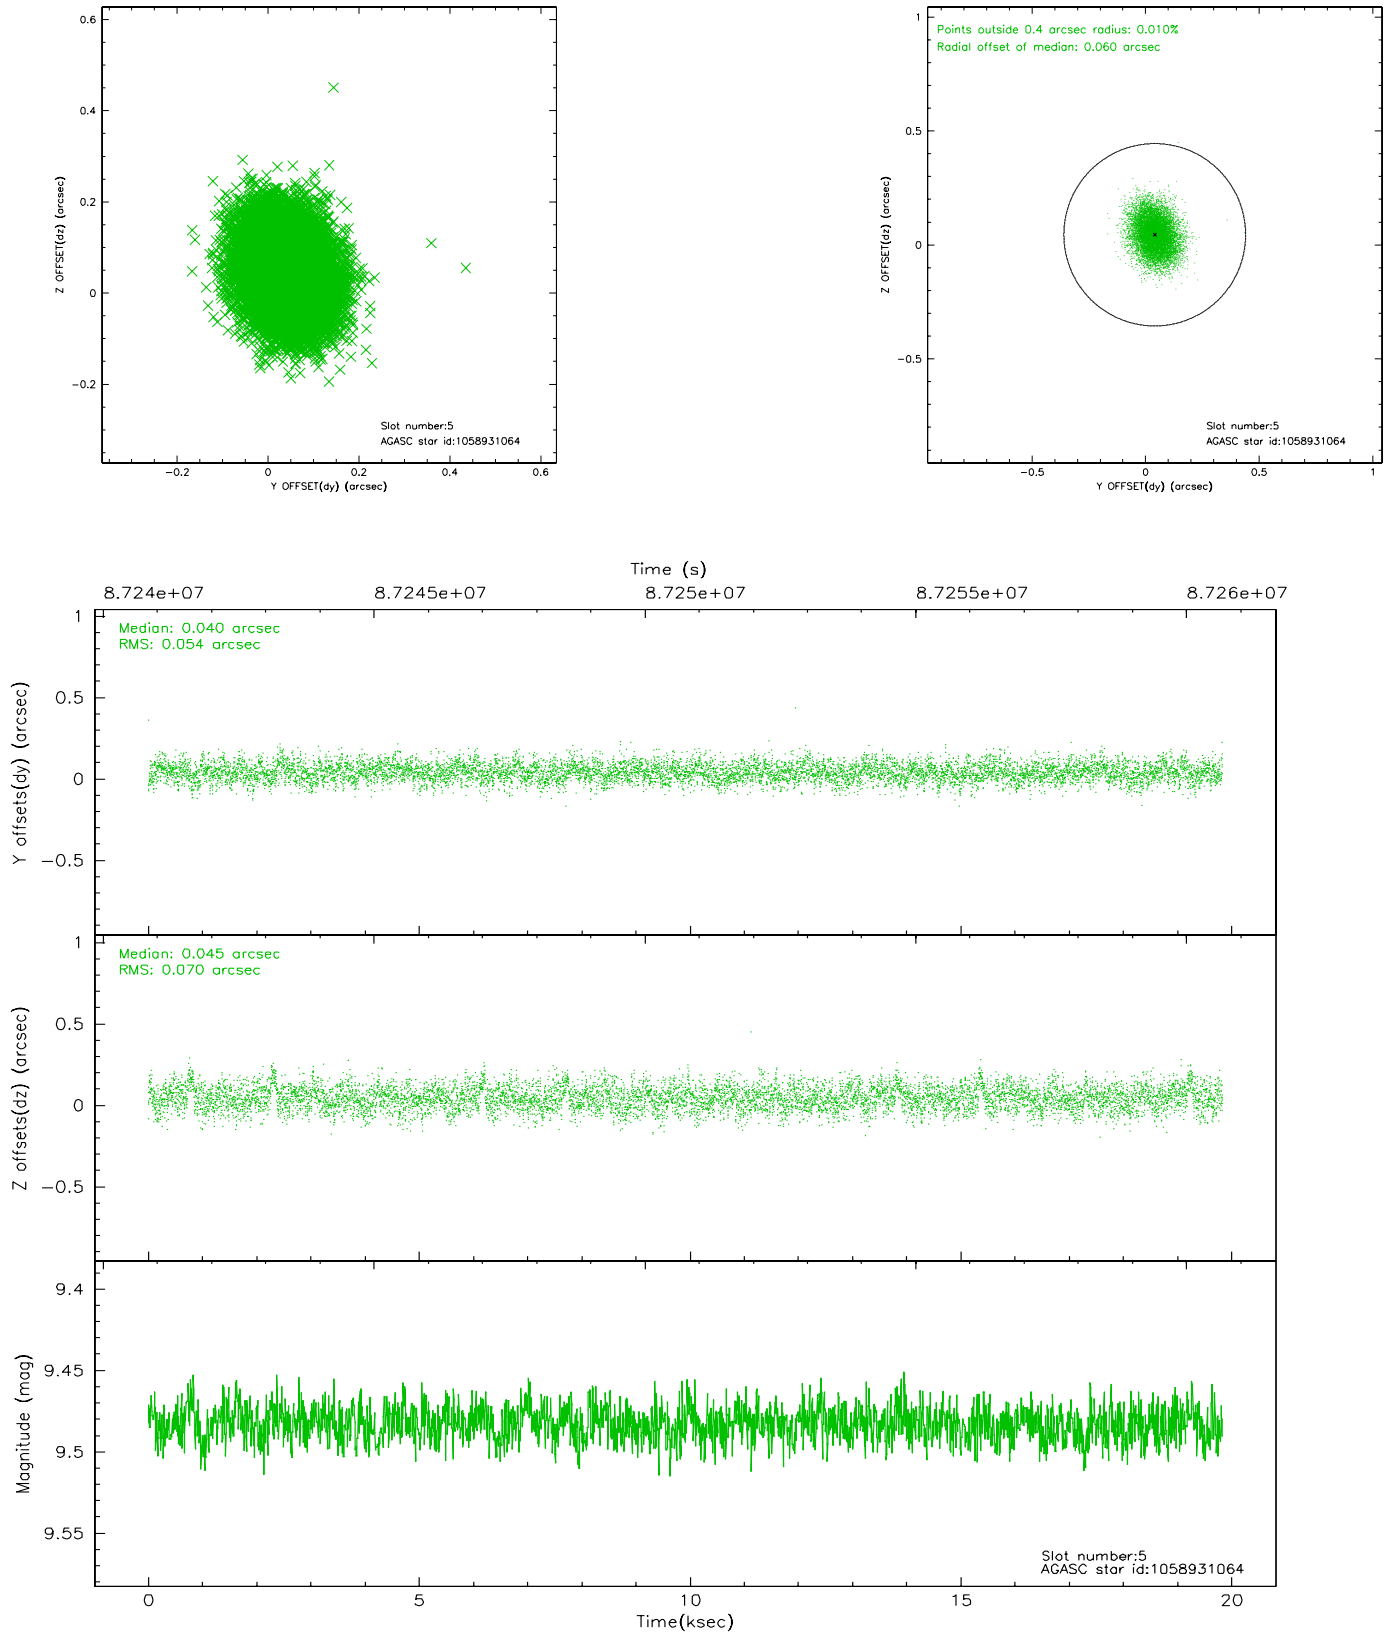 0.6
0.4
0.2
0
−0.2
Z OFFSET(dz) (arcsec)
Slot number:5
AGASC star id:1058931064
−0.2 0 0.2 0.4 0.6
Y OFFSET(dy) (arcsec)
Points outside 0.4 arcsec radius: 0.010%
Radial offset of median: 0.060 arcsec
1
0.5
0
−0.5
Z OFFSET(dz) (arcsec)
Slot number:5
AGASC star id:1058931064
−0.5 0 0.5 1
Y OFFSET(dy) (arcsec)
Time (s)
8.724e+07 8.7245e+07 8.725e+07 8.7255e+07 8.726e+07
Median: 0.040 arcsec
RMS: 0.054 arcsec
1
0.5
0
−0.5
Y offsets(dy) (arcsec)
Median: 0.045 arcsec
RMS: 0.070 arcsec
1
0.5
0
−0.5
Z offsets(dz) (arcsec)
9.4
9.45
9.5
9.55
Magnitude (mag)
Slot number:5
AGASC star id:1058931064
0 5 10 15 20
Time(ksec)